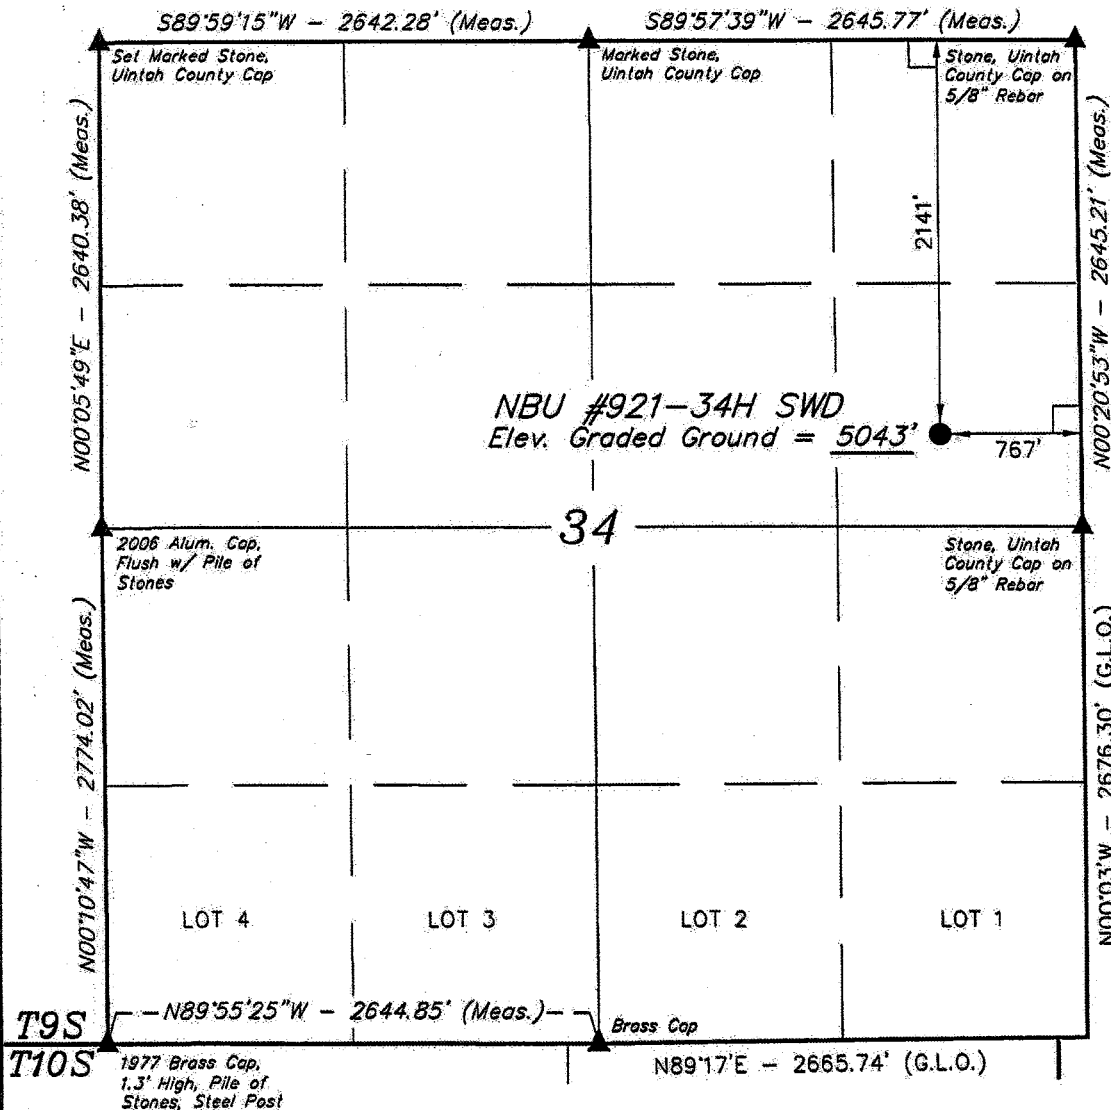 S89°59'15"W - 2642.28' (Meas.)
S89°57'39"W - 2645.77' (Meas.)
Set Marked Stone,
Uintah County Cap
Marked Stone,
Uintah County Cap
Stone, Uintah
County Cap on
5/8" Rebar
N00°05'49"E - 2640.38' (Meas.)
2141'
N00°20'53"W - 2645.21' (Meas.)
NBU #921-34H SWD
Elev. Graded Ground = 5043'
767'
34
2006 Alum. Cap,
Flush w/ Pile of
Stones
Stone, Uintah
County Cap on
5/8" Rebar
N00°10'47"W - 2774.02' (Meas.)
N00°03'W - 2676.30' (G.L.O.)
LOT 4
LOT 3
LOT 2
LOT 1
T9S
N89°55'25"W - 2644.85' (Meas.)
Brass Cap
T10S
1977 Brass Cap,
1.3' High, Pile of
Stones, Steel Post
N89°17'E - 2665.74' (G.L.O.)